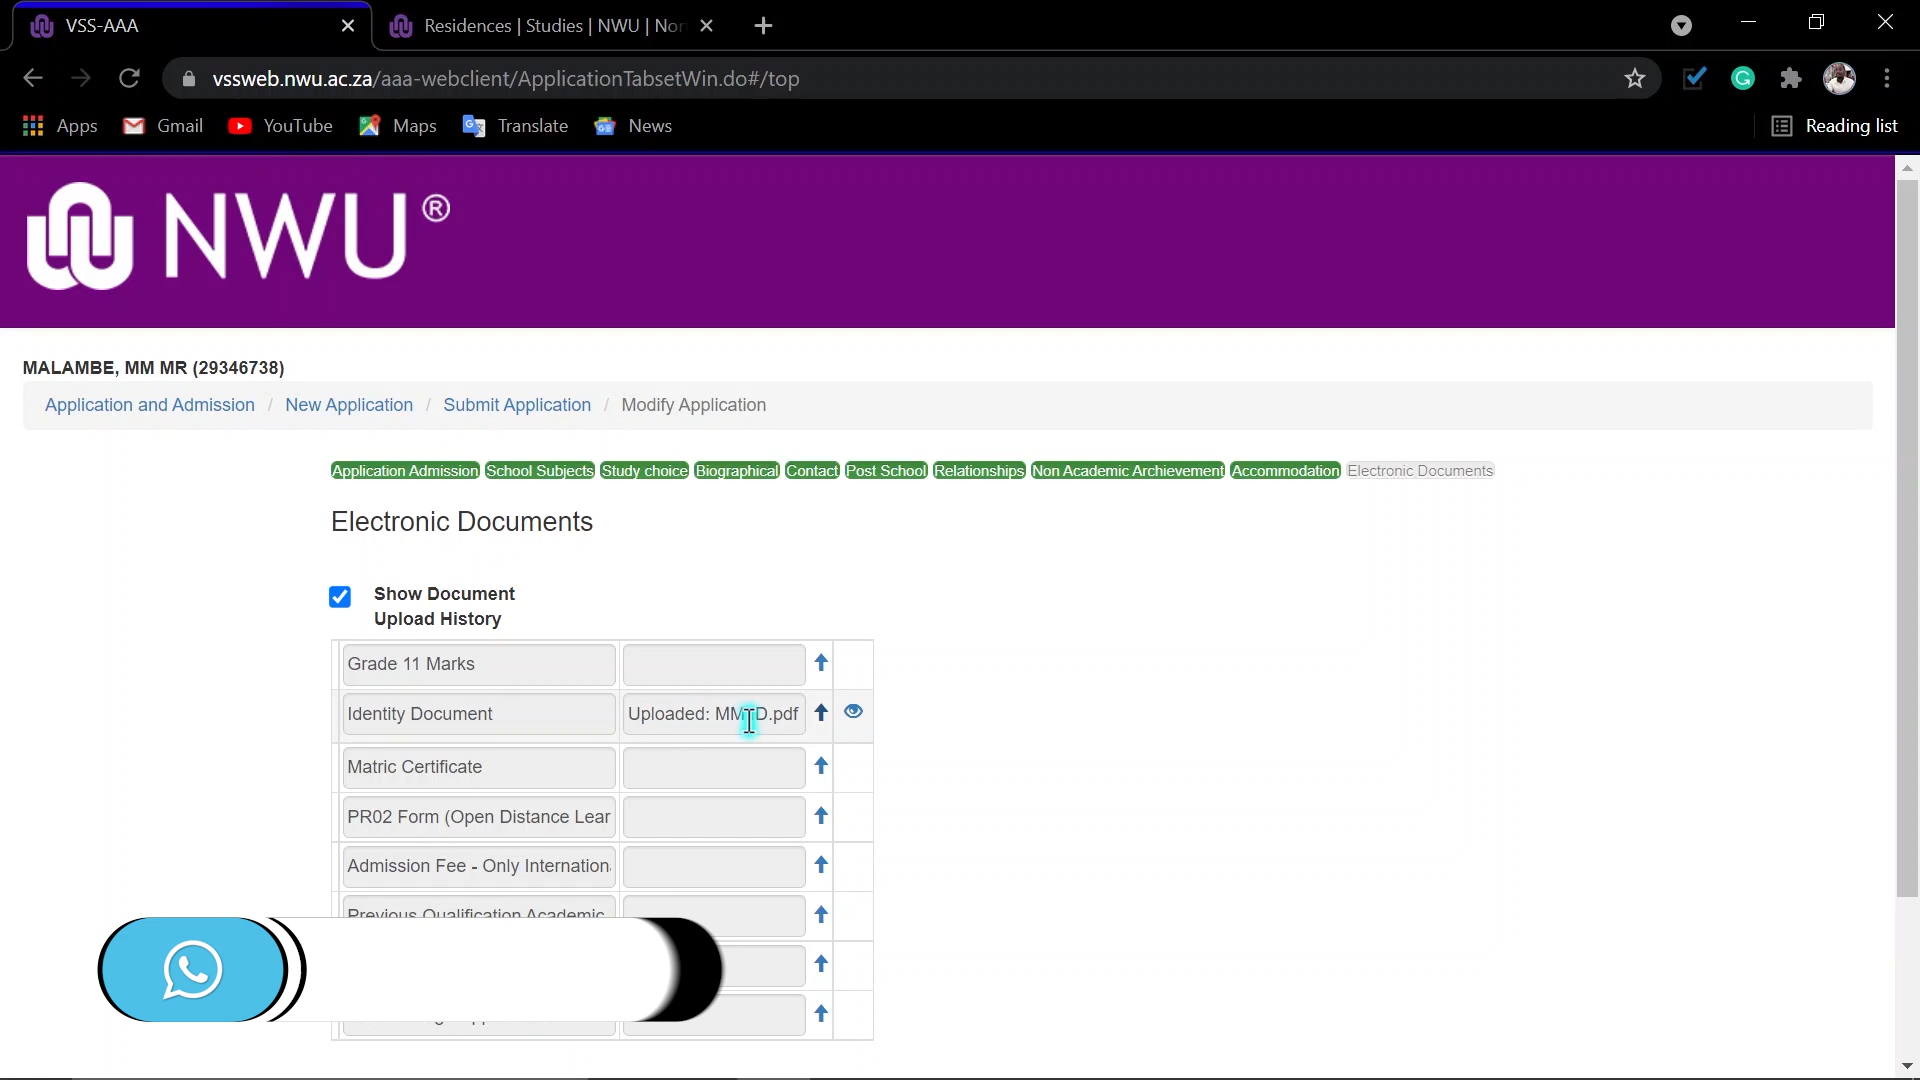 VSS-AAA
Residences | Studies | NWU | Nor
vssweb.nwu.ac.za/aaa-webclient/ApplicationTabsetWin.do#/top
Apps Gmail YouTube Maps Translate News Reading list
NWU®
MALAMBE, MM MR (29346738)
Application and Admission / New Application / Submit Application / Modify Application
Application Admission School Subjects Study choice Biographical Contact Post School Relationships Non Academic Archievement Accommodation Electronic Documents
Electronic Documents
Show Document
Upload History
Grade 11 Marks
Identity Document Uploaded: MM D.pdf
Matric Certificate
PR02 Form (Open Distance Lear
Admission Fee - Only Internation
Previous Qualification Academic